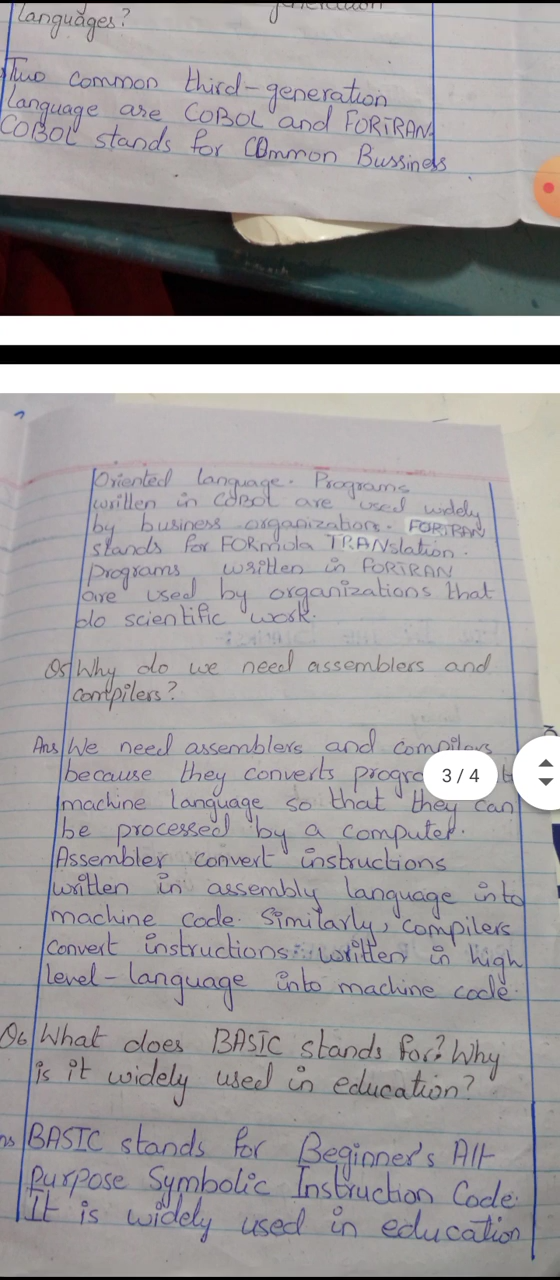 languages?
Two common third-generation
language are COBOL and FORTRAN.
COBOL stands for COmmon Bussiness
Oriented language. Programs
written in COBOL are used widely
by business organizations. FORTRAN
stands for FORmula TRANslation.
programs written in FORTRAN
are used by organizations that
do scientific work.
Q5 Why do we need assemblers and
compilers?
Ans We need assemblers and compilers
because they converts
3 / 4
machine language so that they can
be processed by a computer.
Assembler convert instructions
written in assembly language into
machine code. Similarly, compilers
convert instructions written in high
level-language into machine code.
Q6 What does BASIC stands for? Why
is it widely used in education?
ns BASIC stands for Beginner's All-
Purpose Symbolic Instruction Code.
It is widely used in education